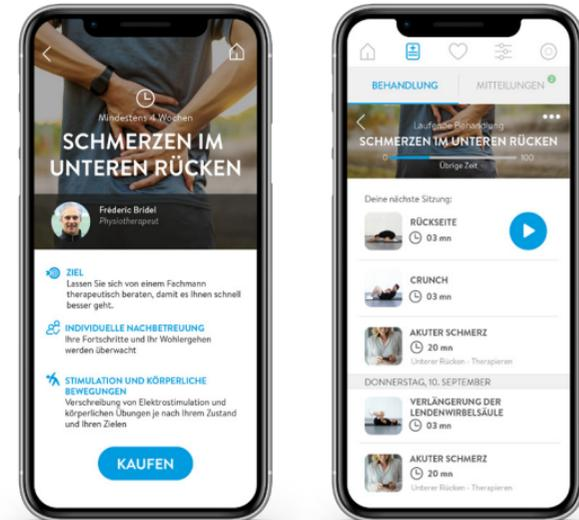 Mindestens 4 Wochen
SCHMERZEN IM
UNTEREN RÜCKEN
Fréderic Bridel
Physiotherapeut
ZIEL
Lassen Sie sich von einem Fachmann
therapeutisch beraten, damit es Ihnen schnell
besser geht.
INDIVIDUELLE NACHBETREUUNG
Ihre Fortschritte und Ihr Wohlergehen
werden überwacht
STIMULATION UND KÖRPERLICHE
BEWEGUNGEN
Verschreibung von Elektrostimulation und
körperlichen Übungen je nach Ihrem Zustand
und Ihren Zielen
KAUFEN
BEHANDLUNG
MITTEILUNGEN 2
Laufende Behandlung
SCHMERZEN IM UNTEREN RÜCKEN
0 100
Übrige Zeit
Deine nächste Sitzung:
RÜCKSEITE
03 mn
CRUNCH
03 mn
AKUTER SCHMERZ
20 mn
Unterer Rücken - Therapieren
DONNERSTAG, 10. SEPTEMBER
VERLÄNGERUNG DER
LENDENWIRBELSÄULE
03 mn
AKUTER SCHMERZ
20 mn
Unterer Rücken - Therapieren